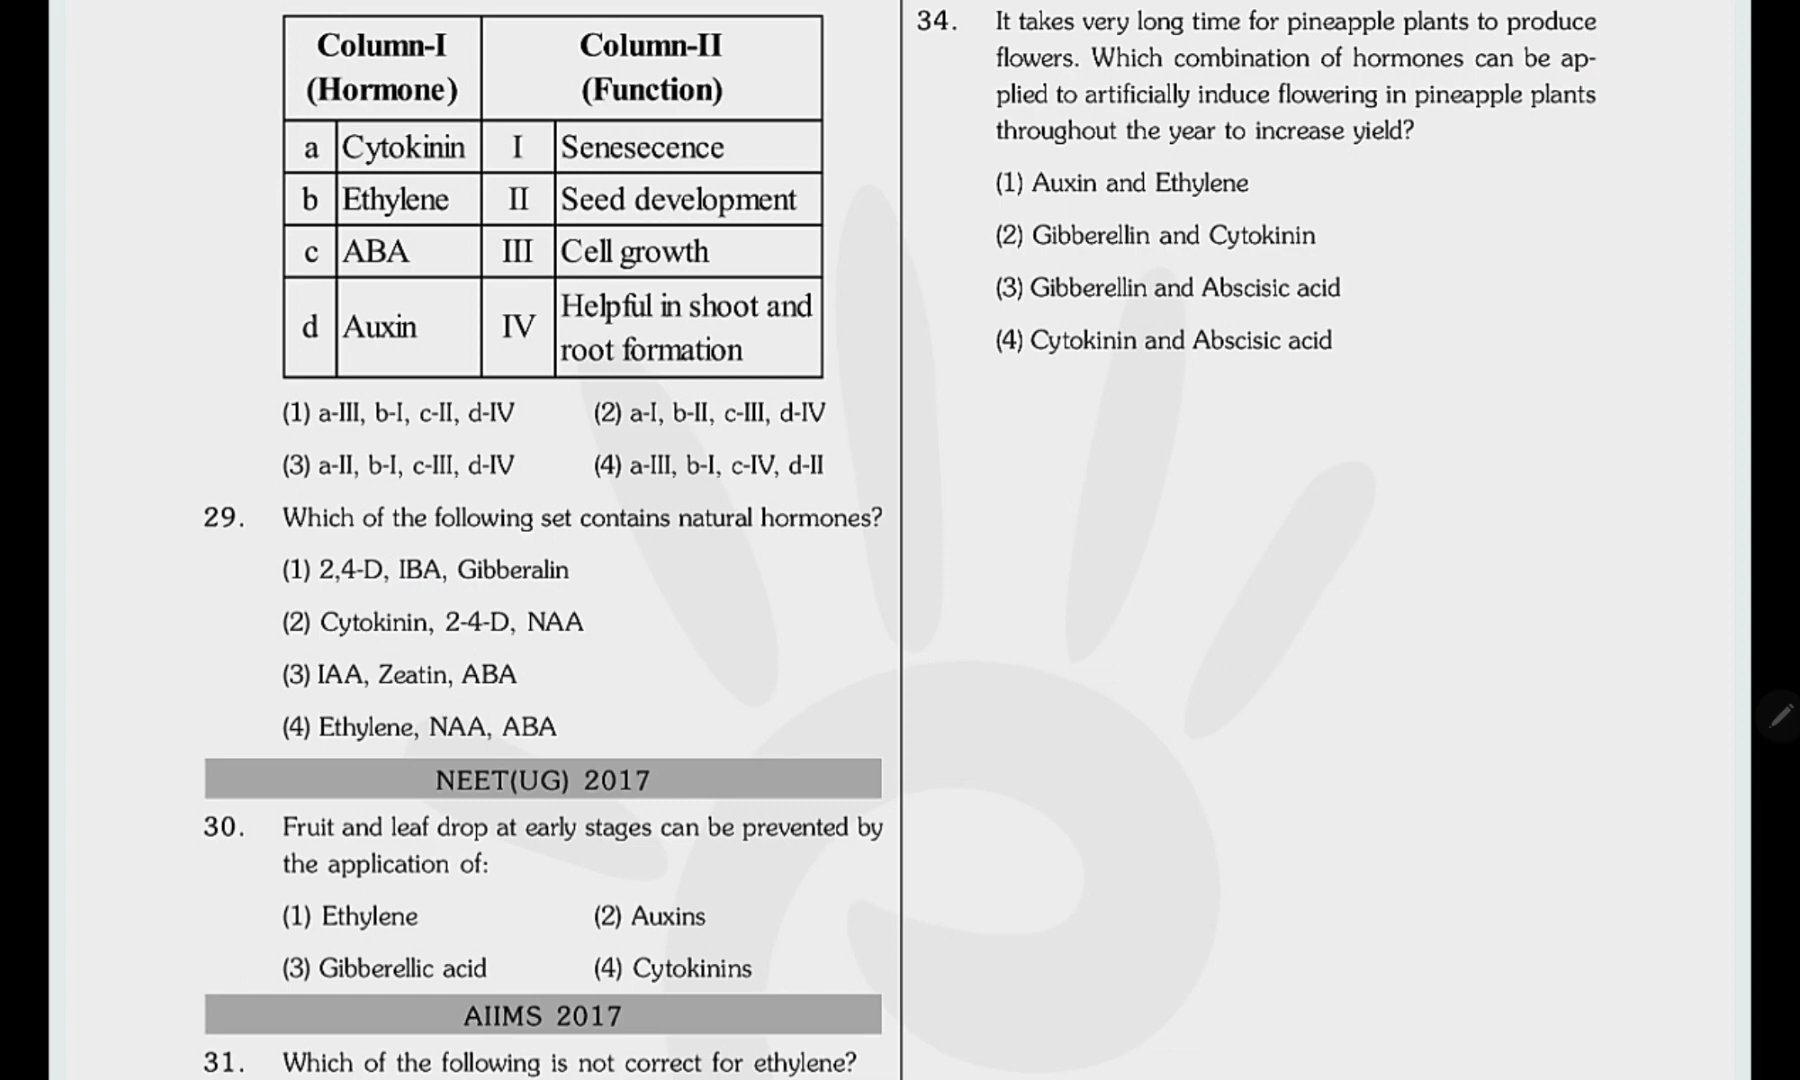 Column-I
(Hormone)
Column-II
(Function)
a Cytokinin I Senesecence
b Ethylene II Seed development
c ABA III Cell growth
d Auxin IV Helpful in shoot and
root formation
(1) a-III, b-I, c-II, d-IV (2) a-I, b-II, c-III, d-IV
(3) a-II, b-I, c-III, d-IV (4) a-III, b-I, c-IV, d-II
29. Which of the following set contains natural hormones?
(1) 2,4-D, IBA, Gibberalin
(2) Cytokinin, 2-4-D, NAA
(3) IAA, Zeatin, ABA
(4) Ethylene, NAA, ABA
NEET(UG) 2017
30. Fruit and leaf drop at early stages can be prevented by
the application of:
(1) Ethylene (2) Auxins
(3) Gibberellic acid (4) Cytokinins
AIIMS 2017
31. Which of the following is not correct for ethylene?
34. It takes very long time for pineapple plants to produce
flowers. Which combination of hormones can be ap-
plied to artificially induce flowering in pineapple plants
throughout the year to increase yield?
(1) Auxin and Ethylene
(2) Gibberellin and Cytokinin
(3) Gibberellin and Abscisic acid
(4) Cytokinin and Abscisic acid